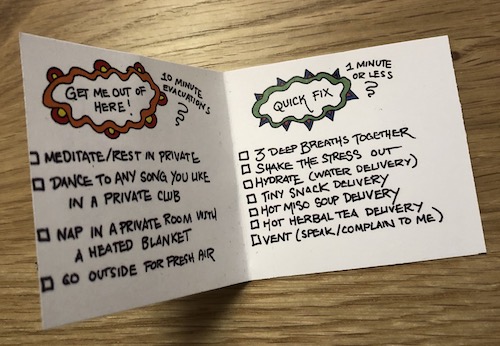 GET ME OUT OF
HERE!
10 MINUTE
EVACUATIONS
☐ MEDITATE/REST IN PRIVATE
☐ DANCE TO ANY SONG YOU LIKE
IN A PRIVATE CLUB
☐ NAP IN A PRIVATE ROOM WITH
A HEATED BLANKET
☐ GO OUTSIDE FOR FRESH AIR
QUICK FIX
1 MINUTE
OR LESS
☐ 3 DEEP BREATHS TOGETHER
☐ SHAKE THE STRESS OUT
☐ HYDRATE (WATER DELIVERY)
☐ TINY SNACK DELIVERY
☐ HOT MISO SOUP DELIVERY
☐ HOT HERBAL TEA DELIVERY
☐ VENT (SPEAK/COMPLAIN TO ME)